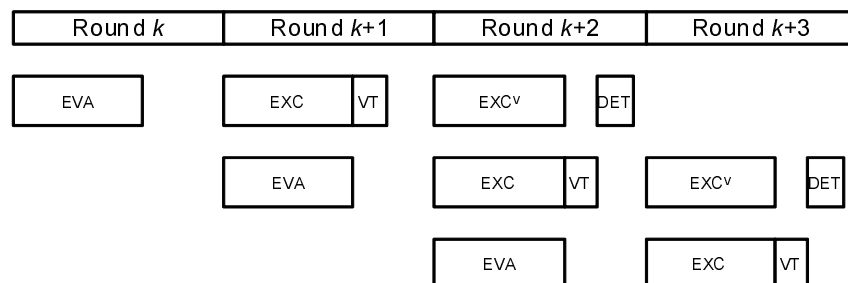 Round k Round k+1 Round k+2 Round k+3
EVA EXC VT EXCᵛ DET
EVA EXC VT EXCᵛ DET
EVA EXC VT